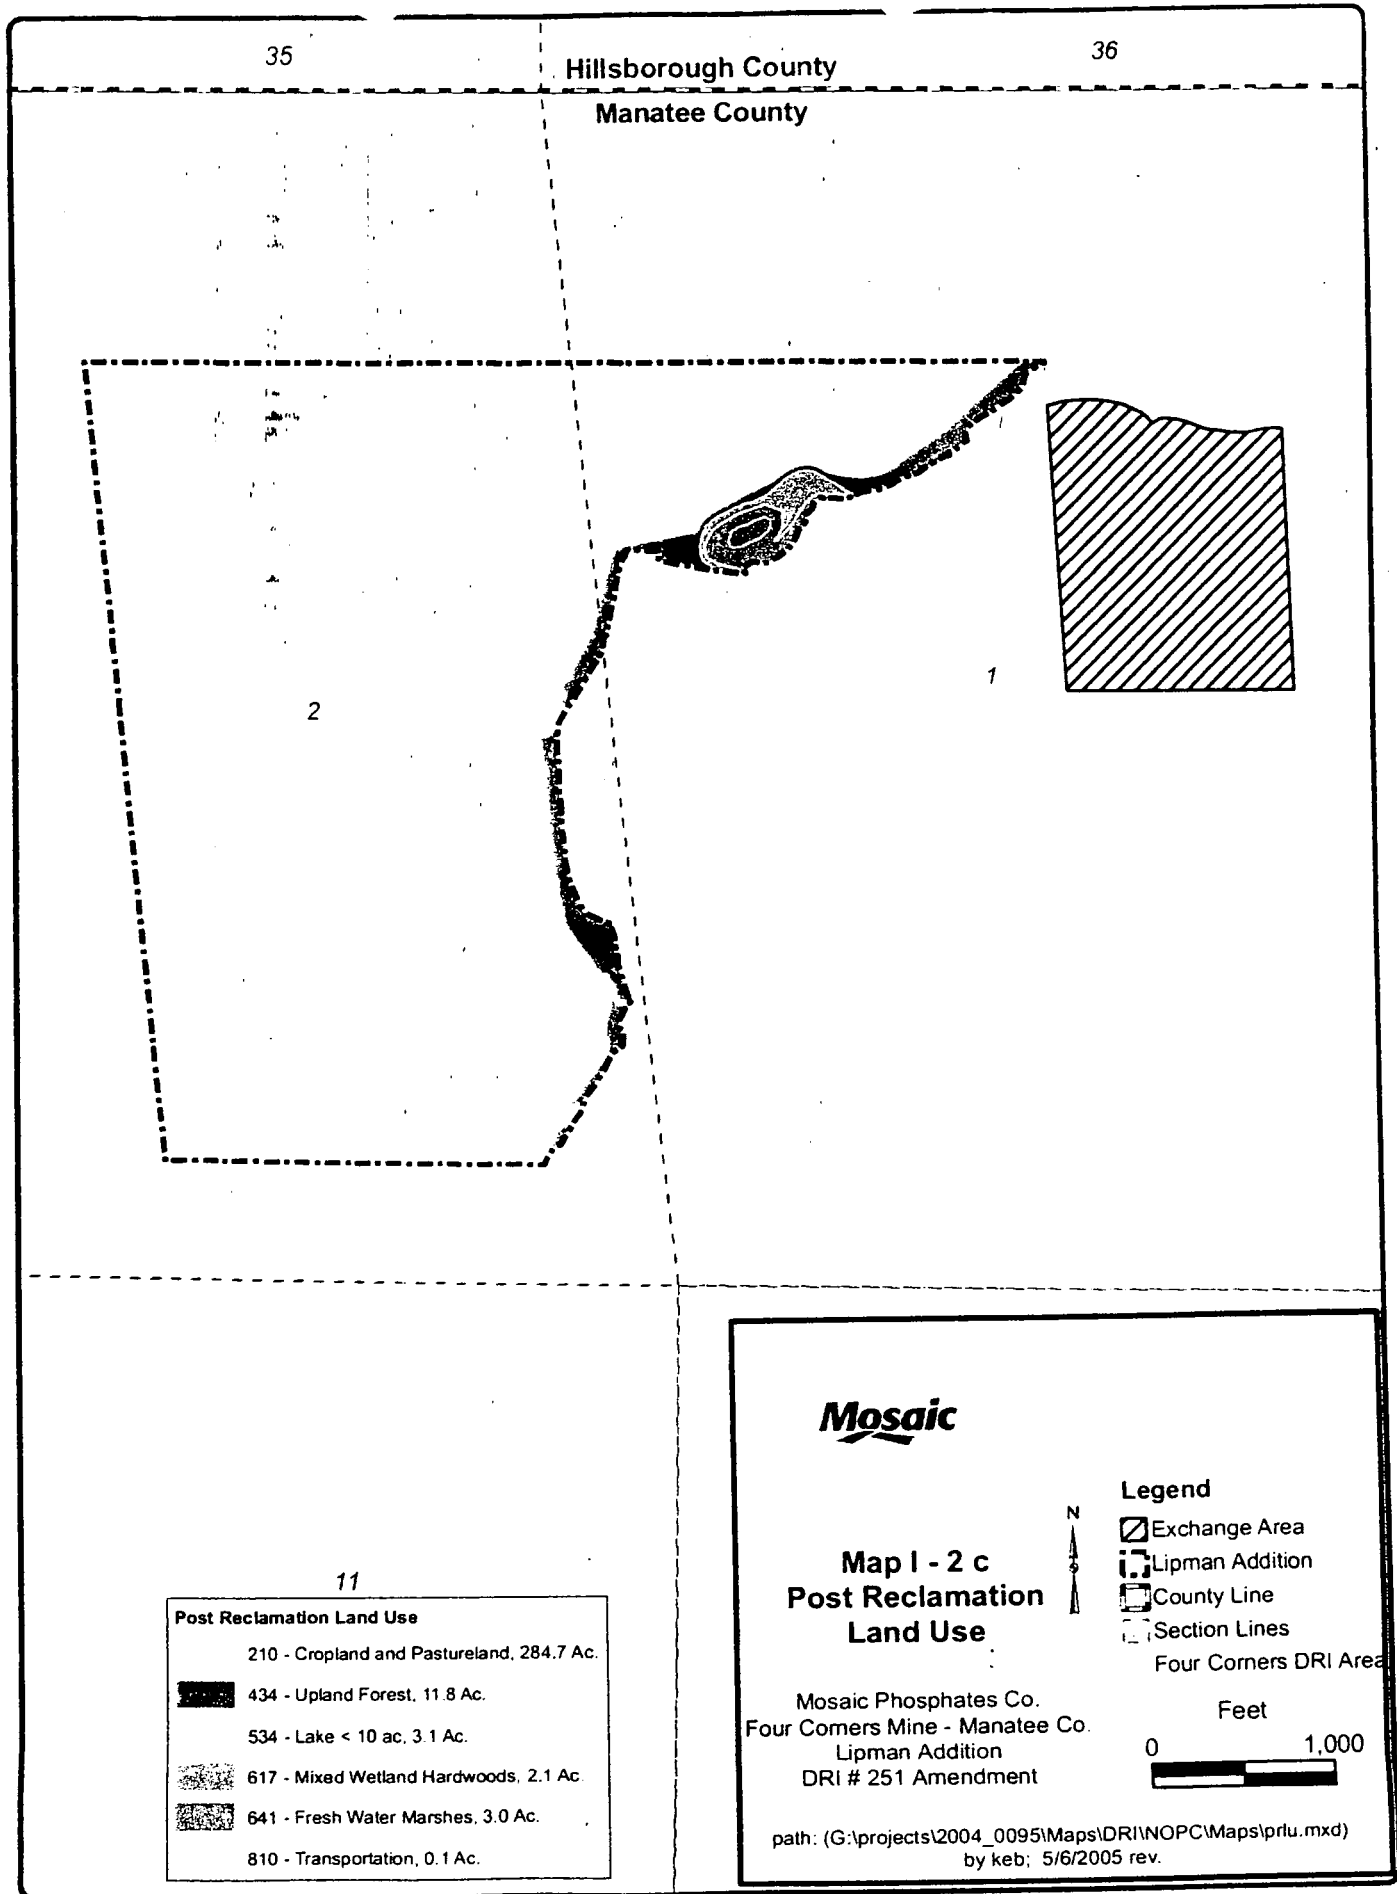 35
36
Hillsborough County
Manatee County
1
2
11
Post Reclamation Land Use
210 - Cropland and Pastureland, 284.7 Ac.
434 - Upland Forest, 11.8 Ac.
534 - Lake < 10 ac, 3.1 Ac.
617 - Mixed Wetland Hardwoods, 2.1 Ac.
641 - Fresh Water Marshes, 3.0 Ac.
810 - Transportation, 0.1 Ac.
Mosaic
Map I - 2 c
Post Reclamation
Land Use
N
Legend
Exchange Area
Lipman Addition
County Line
Section Lines
Four Corners DRI Area
Mosaic Phosphates Co.
Four Corners Mine - Manatee Co.
Lipman Addition
DRI # 251 Amendment
Feet
0 1,000
path: (G:\projects\2004_0095\Maps\DRI\NOPC\Maps\prlu.mxd)
by keb; 5/6/2005 rev.